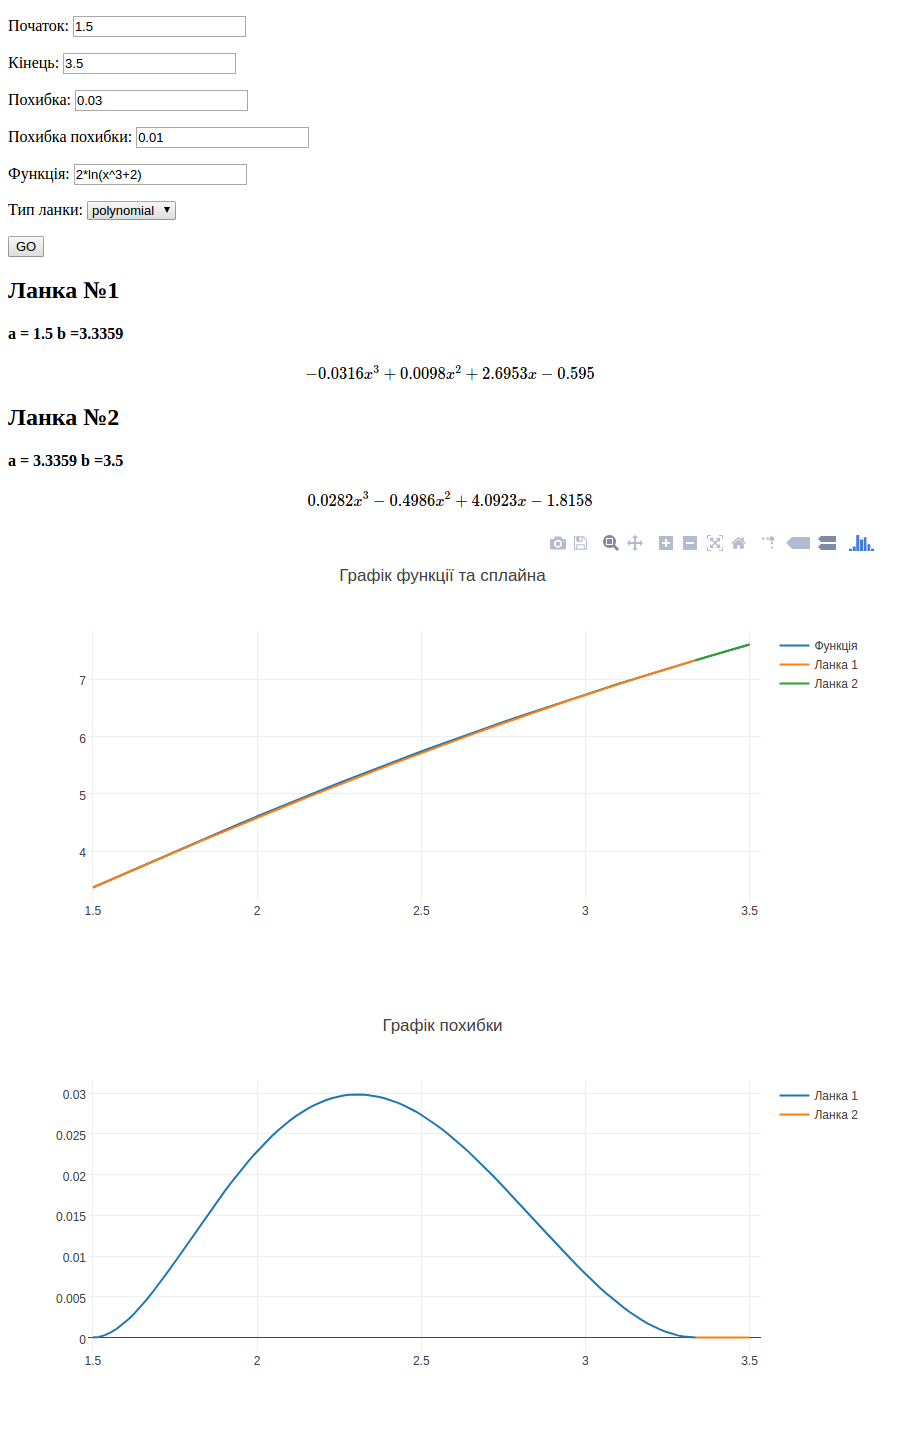 Початок: 1.5
Кінець: 3.5
Похибка: 0.03
Похибка похибки: 0.01
Функція: 2*ln(x^3+2)
Тип ланки: polynomial
GO
Ланка №1
a = 1.5 b =3.3359
−0.0316x³ + 0.0098x² + 2.6953x − 0.595
Ланка №2
a = 3.3359 b =3.5
0.0282x³ − 0.4986x² + 4.0923x − 1.8158
Графік функції та сплайна
Функція
Ланка 1
Ланка 2
7
6
5
4
1.5 2 2.5 3 3.5
Графік похибки
Ланка 1
Ланка 2
0.03
0.025
0.02
0.015
0.01
0.005
0
1.5 2 2.5 3 3.5